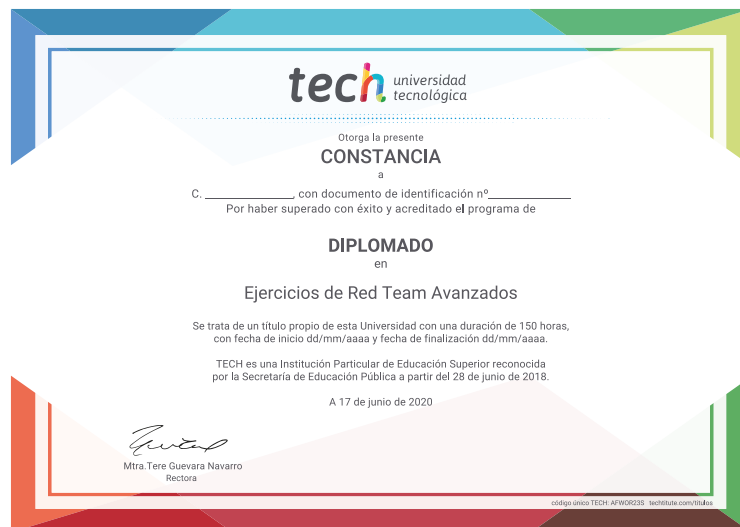 tech universidad
tecnológica
Otorga la presente
CONSTANCIA
a
C. ______________, con documento de identificación nº______________
Por haber superado con éxito y acreditado el programa de
DIPLOMADO
en
Ejercicios de Red Team Avanzados
Se trata de un título propio de esta Universidad con una duración de 150 horas,
con fecha de inicio dd/mm/aaaa y fecha de finalización dd/mm/aaaa.
TECH es una Institución Particular de Educación Superior reconocida
por la Secretaría de Educación Pública a partir del 28 de junio de 2018.
A 17 de junio de 2020
Mtra.Tere Guevara Navarro
Rectora
código único TECH: AFWOR23S techtitute.com/titulos